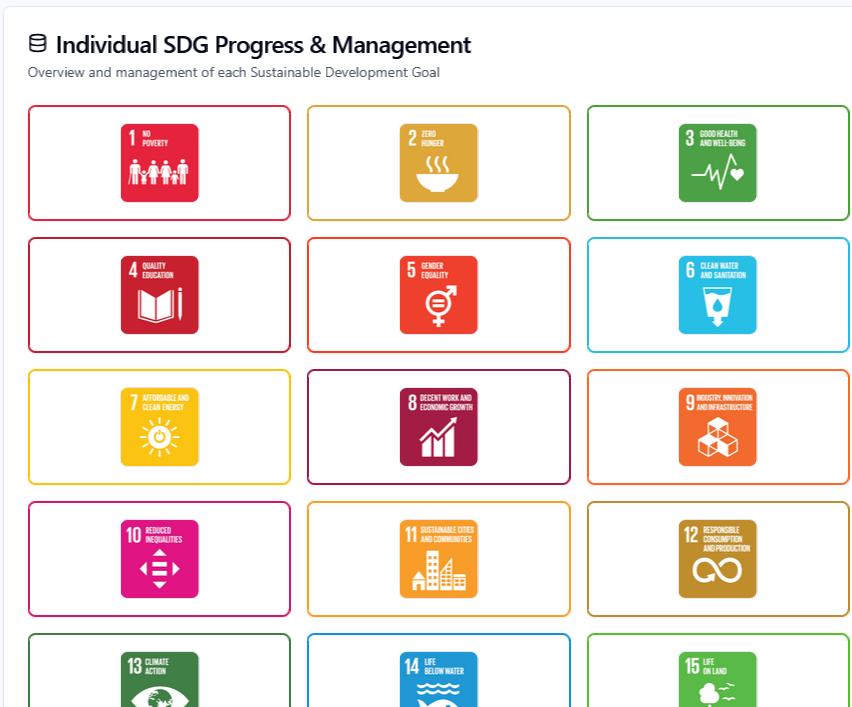 Individual SDG Progress & Management
Overview and management of each Sustainable Development Goal
1 NO
POVERTY
2 ZERO
HUNGER
3 GOOD HEALTH
AND WELL-BEING
4 QUALITY
EDUCATION
5 GENDER
EQUALITY
6 CLEAN WATER
AND SANITATION
7 AFFORDABLE AND
CLEAN ENERGY
8 DECENT WORK AND
ECONOMIC GROWTH
9 INDUSTRY, INNOVATION
AND INFRASTRUCTURE
10 REDUCED
INEQUALITIES
11 SUSTAINABLE CITIES
AND COMMUNITIES
12 RESPONSIBLE
CONSUMPTION
AND PRODUCTION
13 CLIMATE
ACTION
14 LIFE
BELOW WATER
15 LIFE
ON LAND